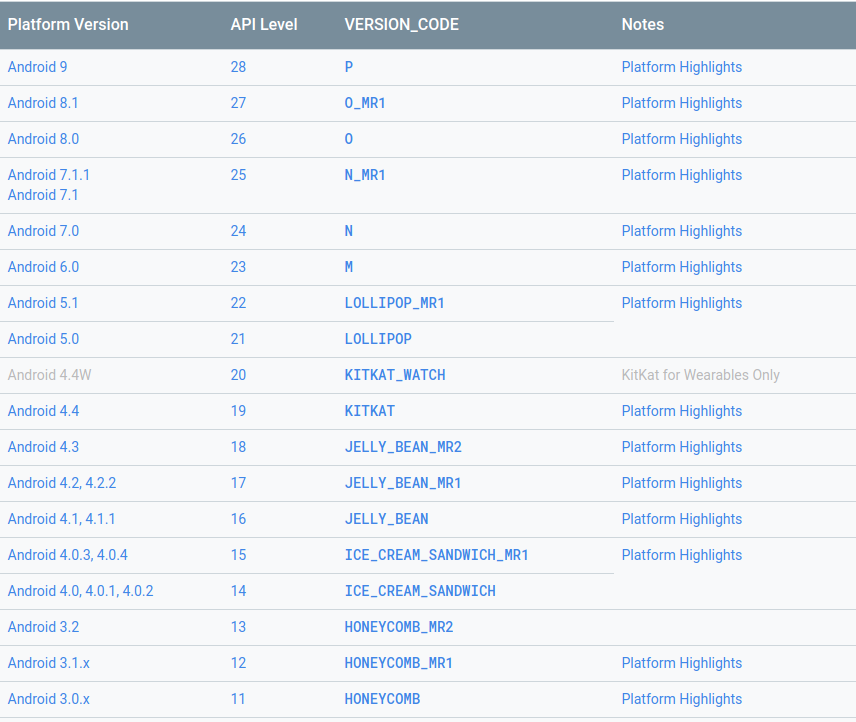 Platform Version API Level VERSION_CODE Notes
Android 9 28 P Platform Highlights
Android 8.1 27 O_MR1 Platform Highlights
Android 8.0 26 O Platform Highlights
Android 7.1.1 25 N_MR1 Platform Highlights
Android 7.1
Android 7.0 24 N Platform Highlights
Android 6.0 23 M Platform Highlights
Android 5.1 22 LOLLIPOP_MR1 Platform Highlights
Android 5.0 21 LOLLIPOP
Android 4.4W 20 KITKAT_WATCH KitKat for Wearables Only
Android 4.4 19 KITKAT Platform Highlights
Android 4.3 18 JELLY_BEAN_MR2 Platform Highlights
Android 4.2, 4.2.2 17 JELLY_BEAN_MR1 Platform Highlights
Android 4.1, 4.1.1 16 JELLY_BEAN Platform Highlights
Android 4.0.3, 4.0.4 15 ICE_CREAM_SANDWICH_MR1 Platform Highlights
Android 4.0, 4.0.1, 4.0.2 14 ICE_CREAM_SANDWICH
Android 3.2 13 HONEYCOMB_MR2
Android 3.1.x 12 HONEYCOMB_MR1 Platform Highlights
Android 3.0.x 11 HONEYCOMB Platform Highlights